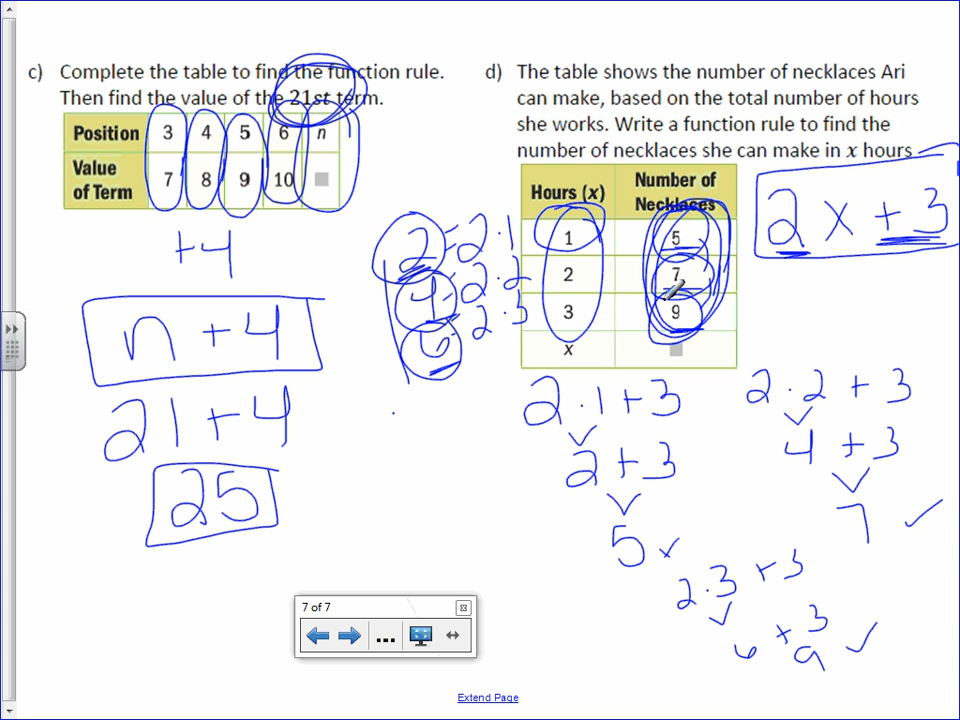 c) Complete the table to find the function rule.
Then find the value of the 21st term.
Position 3 4 5 6 n
Value of Term 7 8 9 10
+4
n + 4
21 + 4
25
d) The table shows the number of necklaces Ari
can make, based on the total number of hours
she works. Write a function rule to find the
number of necklaces she can make in x hours
Hours (x) Number of Necklaces
1 5
2 7
3 9
x
2 x + 3
2 = 2 · 1
4 = 2 · 2
6 = 2 · 3
2 · 1 + 3
2 + 3
5
2 · 2 + 3
4 + 3
7 ✓
2 · 3 + 3
6 + 3
9 ✓
7 of 7
...
Extend Page